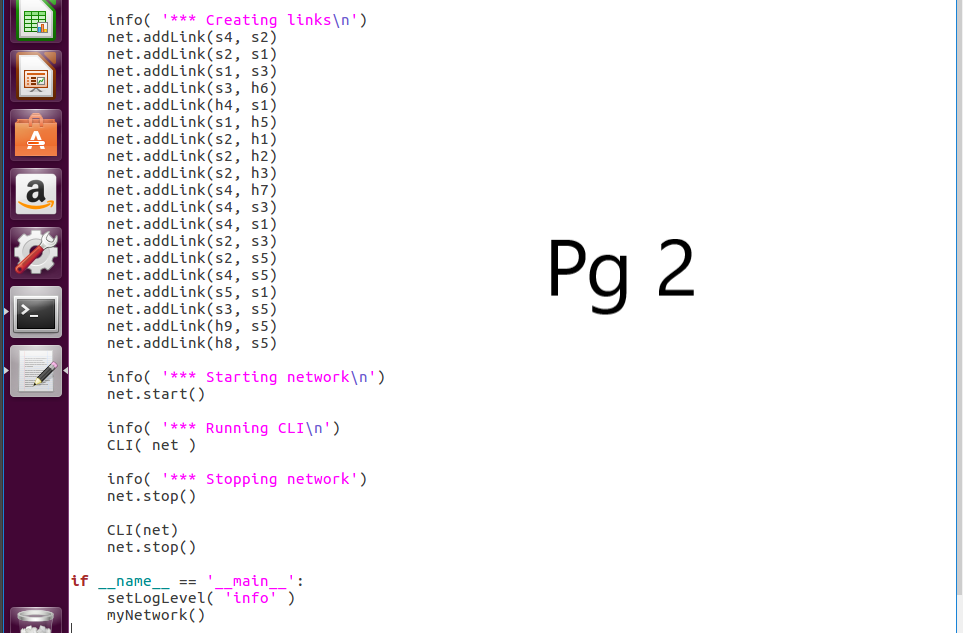 info( '*** Creating links\n')
net.addLink(s4, s2)
net.addLink(s2, s1)
net.addLink(s1, s3)
net.addLink(s3, h6)
net.addLink(h4, s1)
net.addLink(s1, h5)
net.addLink(s2, h1)
net.addLink(s2, h2)
net.addLink(s2, h3)
net.addLink(s4, h7)
net.addLink(s4, s3)
net.addLink(s4, s1)
net.addLink(s2, s3)
net.addLink(s2, s5)
net.addLink(s4, s5)
net.addLink(s5, s1)
net.addLink(s3, s5)
net.addLink(h9, s5)
net.addLink(h8, s5)
info( '*** Starting network\n')
net.start()
info( '*** Running CLI\n')
CLI( net )
info( '*** Stopping network')
net.stop()
CLI(net)
net.stop()
if __name__ == '__main__':
setLogLevel( 'info' )
myNetwork()
Pg 2
a
>_